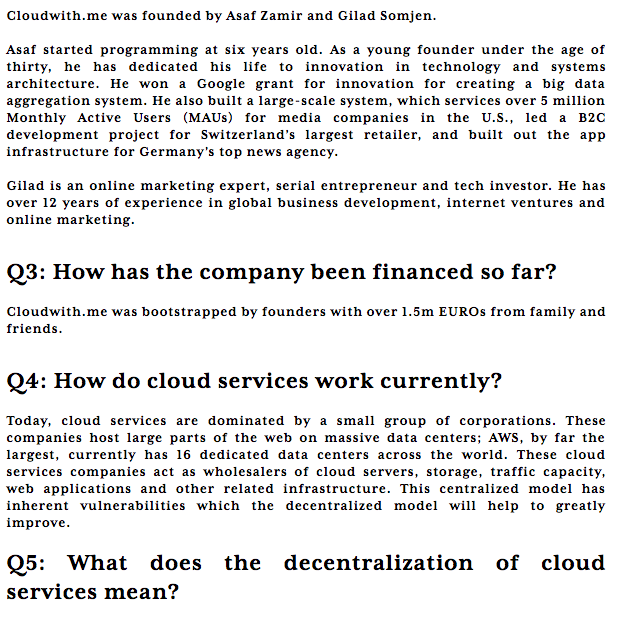 Cloudwith.me was founded by Asaf Zamir and Gilad Somjen.
Asaf started programming at six years old. As a young founder under the age of
thirty, he has dedicated his life to innovation in technology and systems
architecture. He won a Google grant for innovation for creating a big data
aggregation system. He also built a large-scale system, which services over 5 million
Monthly Active Users (MAUs) for media companies in the U.S., led a B2C
development project for Switzerland's largest retailer, and built out the app
infrastructure for Germany's top news agency.
Gilad is an online marketing expert, serial entrepreneur and tech investor. He has
over 12 years of experience in global business development, internet ventures and
online marketing.
Q3: How has the company been financed so far?
Cloudwith.me was bootstrapped by founders with over 1.5m EUROs from family and
friends.
Q4: How do cloud services work currently?
Today, cloud services are dominated by a small group of corporations. These
companies host large parts of the web on massive data centers; AWS, by far the
largest, currently has 16 dedicated data centers across the world. These cloud
services companies act as wholesalers of cloud servers, storage, traffic capacity,
web applications and other related infrastructure. This centralized model has
inherent vulnerabilities which the decentralized model will help to greatly
improve.
Q5: What does the decentralization of cloud
services mean?